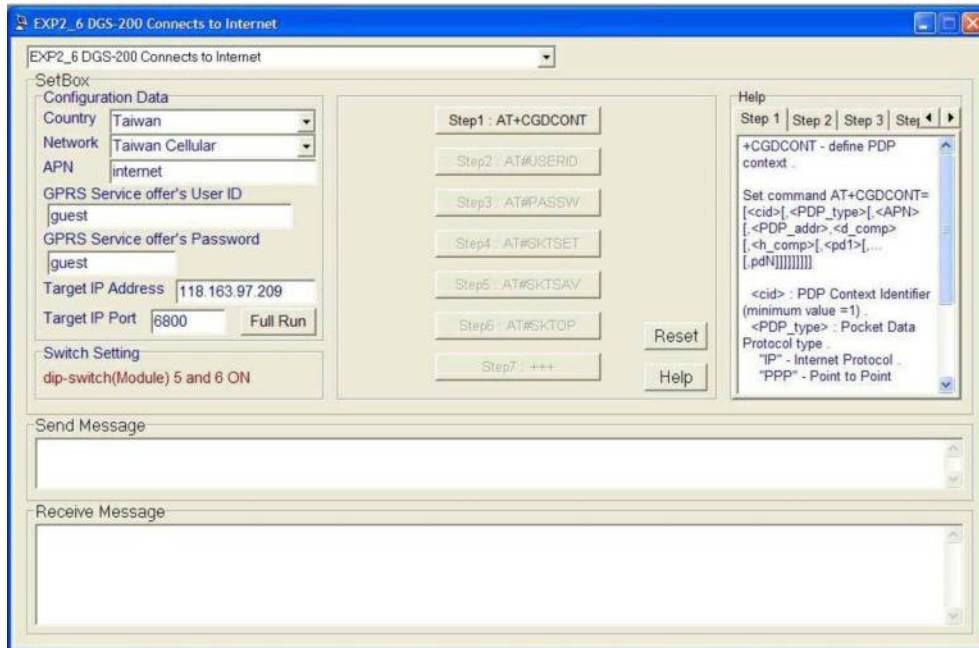 EXP2_6 DGS-200 Connects to Internet
EXP2_6 DGS-200 Connects to Internet
SetBox
Configuration Data
Country Taiwan
Network Taiwan Cellular
APN internet
GPRS Service offer's User ID
guest
GPRS Service offer's Password
guest
Target IP Address 118.163.97.209
Target IP Port 6800 Full Run
Switch Setting
dip-switch(Module) 5 and 6 ON
Step1 : AT+CGDCONT
Step2 : AT#USERID
Step3 : AT#PASSW
Step4 : AT#SKTSET
Step5 : AT#SKTSAV
Step6 : AT#SKTOP
Step7 : +++
Reset
Help
Help
Step 1 Step 2 Step 3 Step
+CGDCONT - define PDP
context .
Set command AT+CGDCONT=
[<cid>[,<PDP_type>[,<APN>
[,<PDP_addr>,<d_comp>
[,<h_comp>[,<pd1>[,...
[,pdN]]]]]]]]]
<cid> : PDP Context Identifier
(minimum value =1) .
<PDP_type> : Pocket Data
Protocol type .
"IP" - Internet Protocol .
"PPP" - Point to Point
Send Message
Receive Message